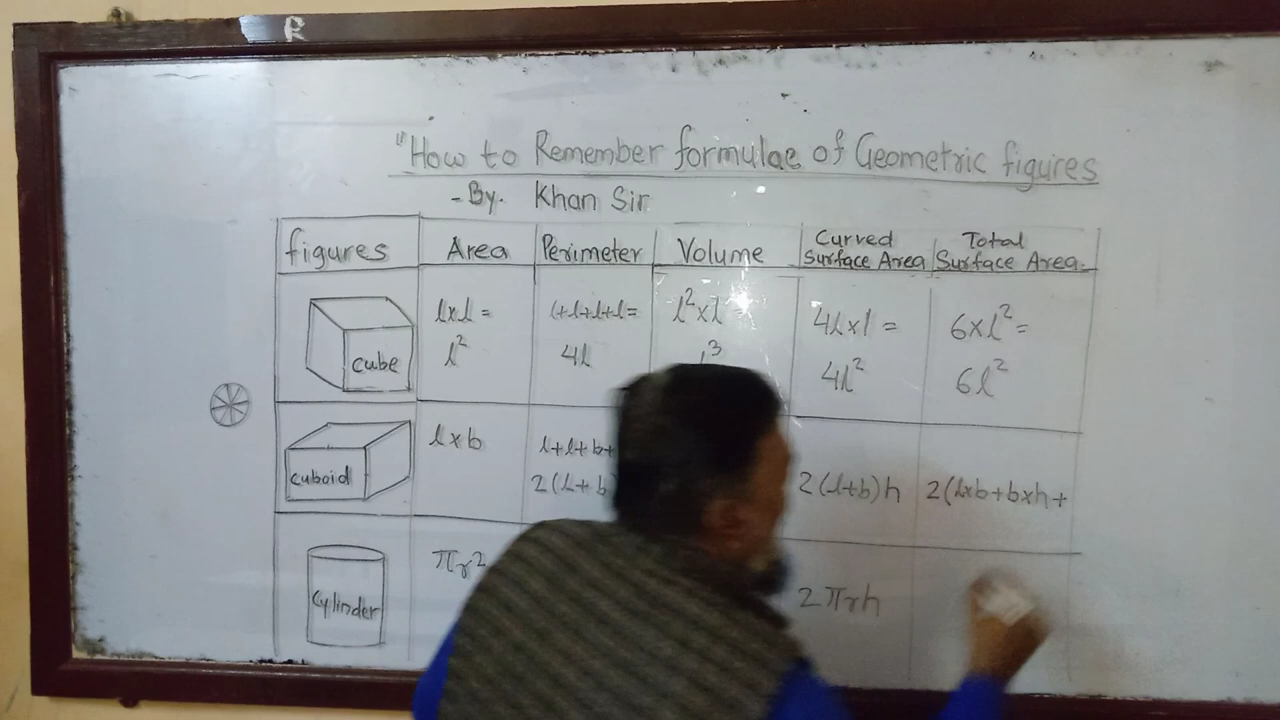 R
"How to Remember formulae of Geometric figures
- By. Khan Sir
figures Area Perimeter Volume Curved Surface Area Total Surface Area.
cube
l×l =
l²
l+l+l+l=
4l
l²×l =
l³
4l×l =
4l²
6×l² =
6l²
cuboid
l×b
l+l+b+
2(l+b
2(l+b)h
2(l×b+b×h+
Cylinder
πr²
2πrh